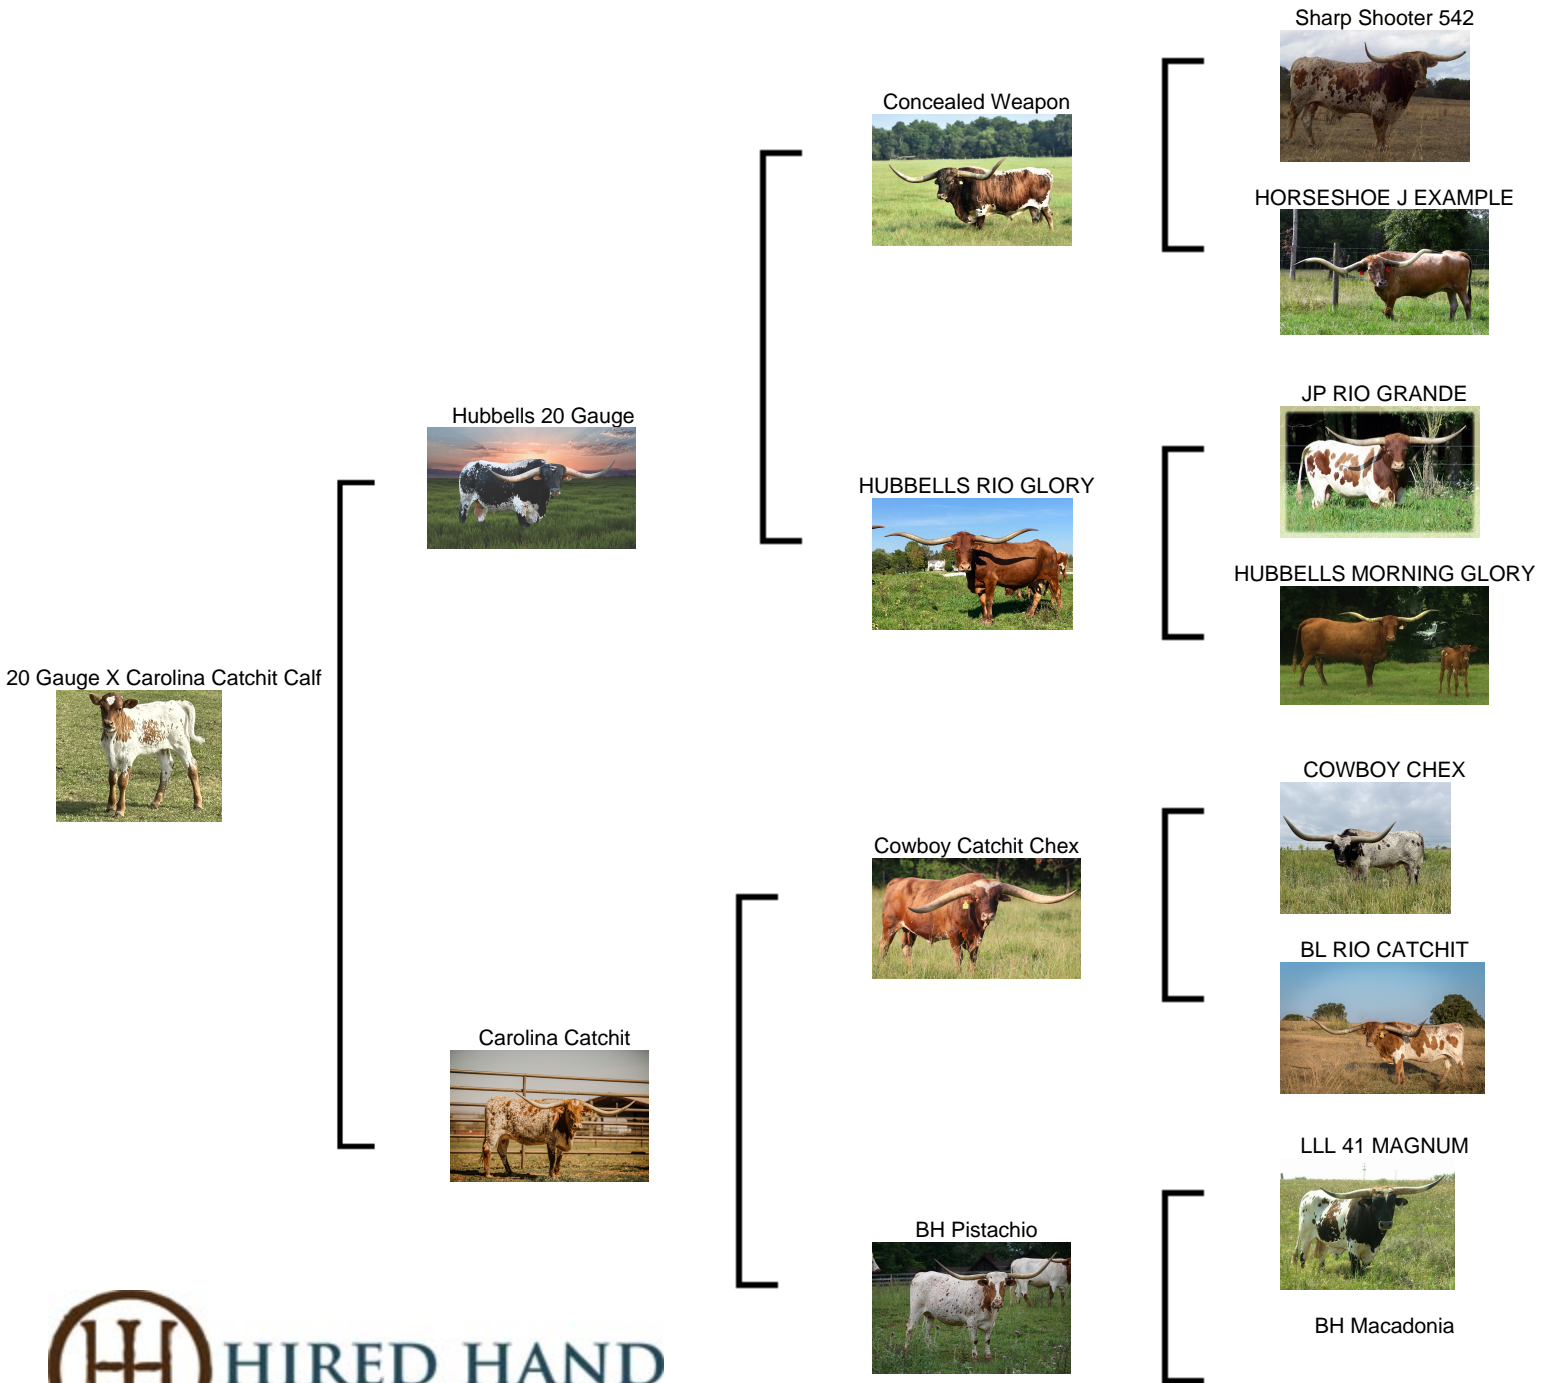 Sharp Shooter 542
Concealed Weapon
HORSESHOE J EXAMPLE
JP RIO GRANDE
Hubbells 20 Gauge
HUBBELLS RIO GLORY
HUBBELLS MORNING GLORY
20 Gauge X Carolina Catchit Calf
COWBOY CHEX
Cowboy Catchit Chex
BL RIO CATCHIT
Carolina Catchit
LLL 41 MAGNUM
BH Pistachio
BH Macadonia
HIRED HAND